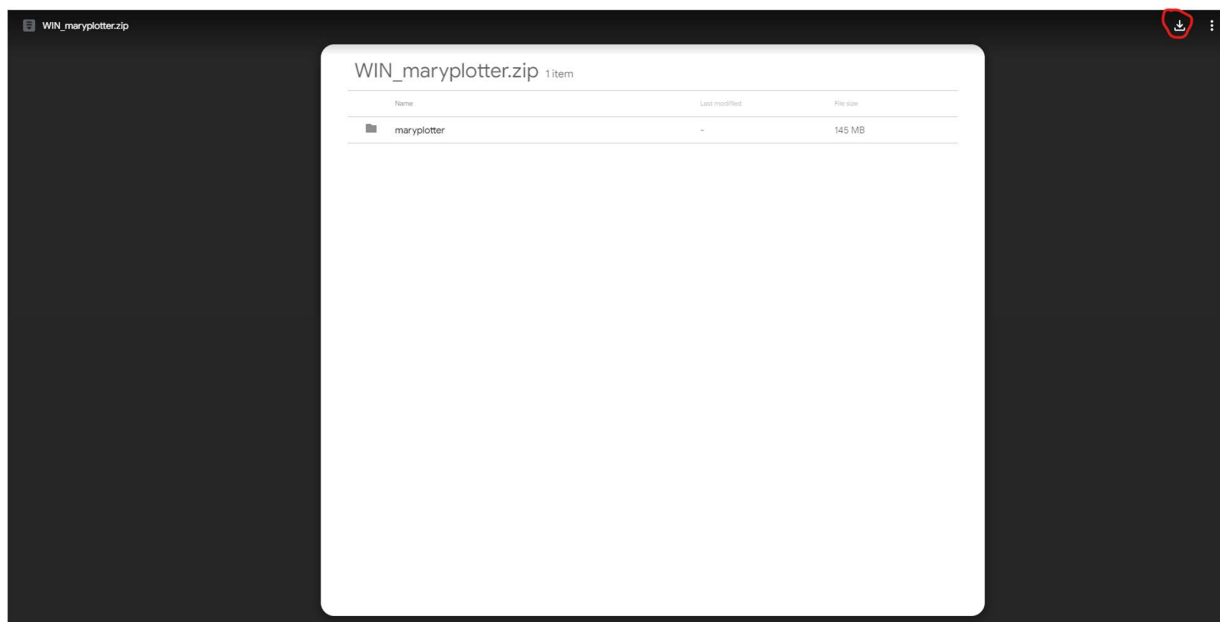 WIN_maryplotter.zip
WIN_maryplotter.zip 1 item
Name Last modified File size
maryplotter - 145 MB